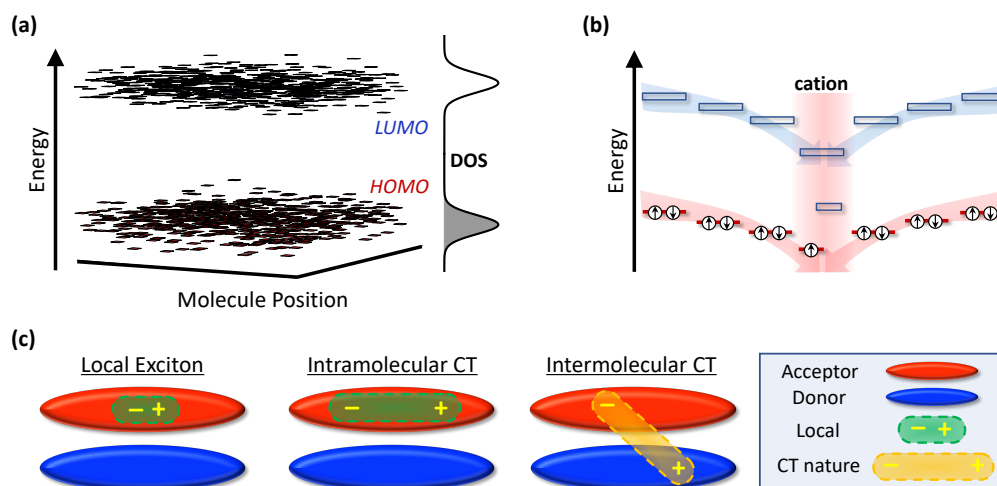 (a)
Energy
LUMO
HOMO
DOS
Molecule Position
(b)
Energy
cation
(c)
Local Exciton
Intramolecular CT
Intermolecular CT
− +
− +
− +
Acceptor
Donor
Local
− +
CT nature
− +